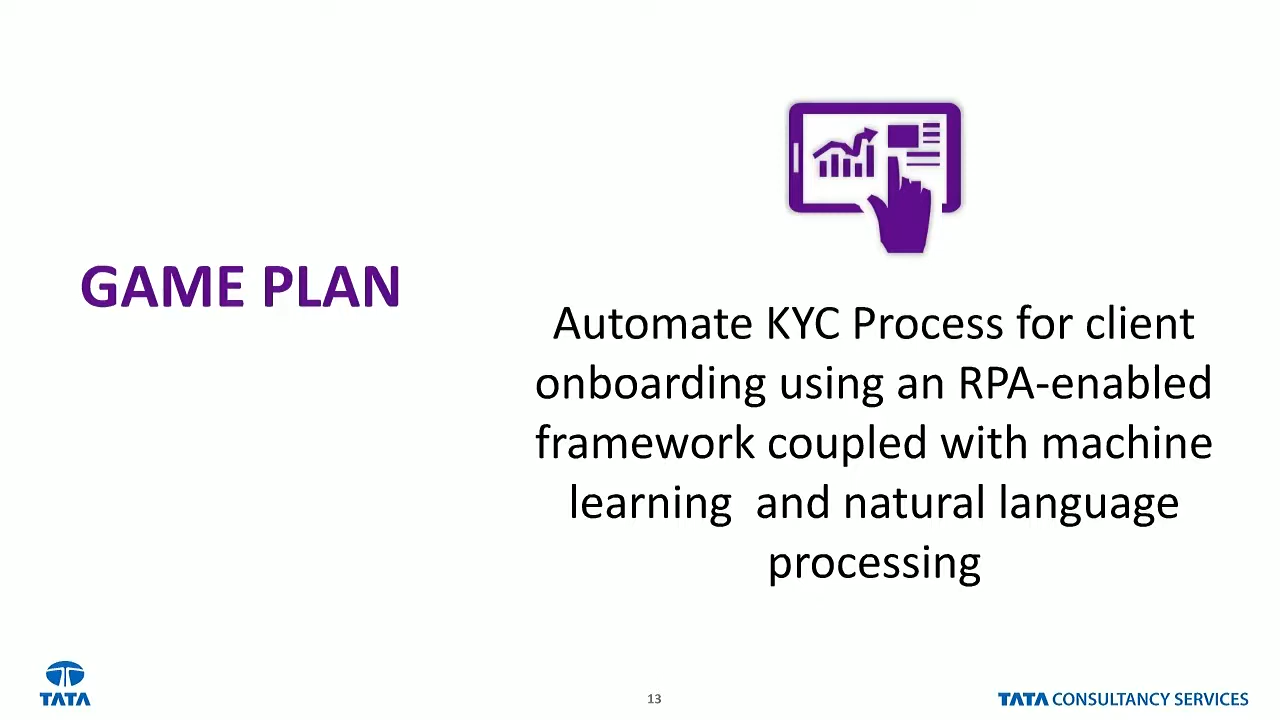 GAME PLAN
Automate KYC Process for client
onboarding using an RPA-enabled
framework coupled with machine
learning  and natural language
processing
TATA
13
TATA CONSULTANCY SERVICES